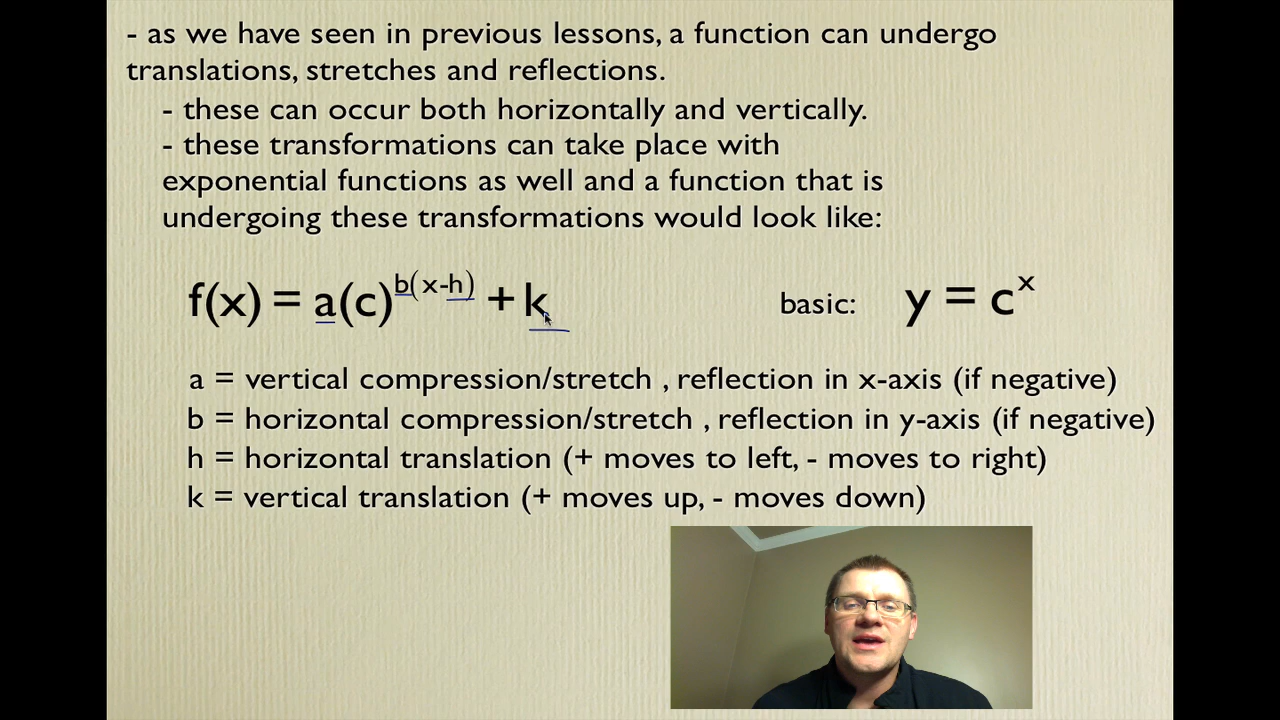 - as we have seen in previous lessons, a function can undergo
translations, stretches and reflections.
- these can occur both horizontally and vertically.
- these transformations can take place with
exponential functions as well and a function that is
undergoing these transformations would look like:
f(x) = a(c)^b(x-h) + k
basic: y = c^x
a = vertical compression/stretch , reflection in x-axis (if negative)
b = horizontal compression/stretch , reflection in y-axis (if negative)
h = horizontal translation (+ moves to left, - moves to right)
k = vertical translation (+ moves up, - moves down)